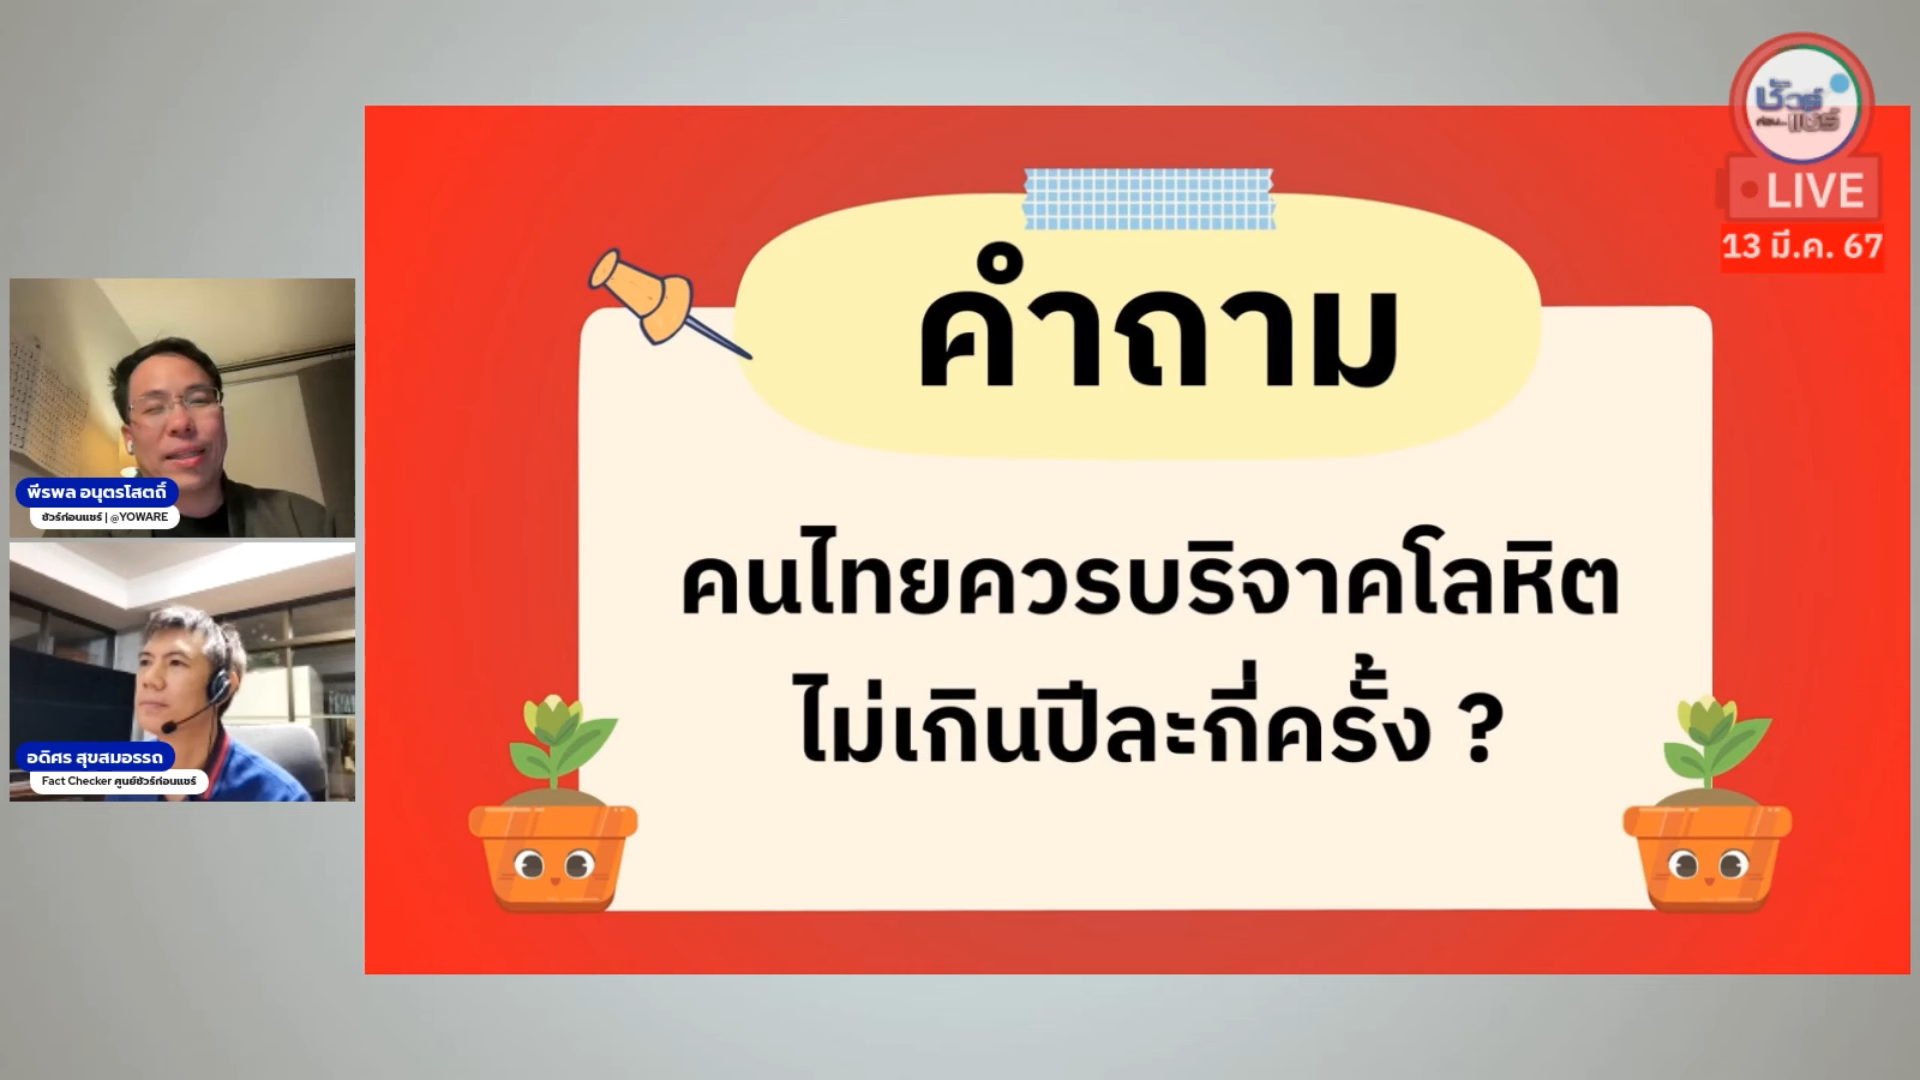 ชัวร์
ก่อน...แชร์
LIVE
13 มี.ค. 67
คำถาม
คนไทยควรบริจาคโลหิต
ไม่เกินปีละกี่ครั้ง ?
พีรพล อนุตรโสตถิ์
ชัวร์ก่อนแชร์ | @YOWARE
อดิศร สุขสมอรรถ
Fact Checker ศูนย์ชัวร์ก่อนแชร์